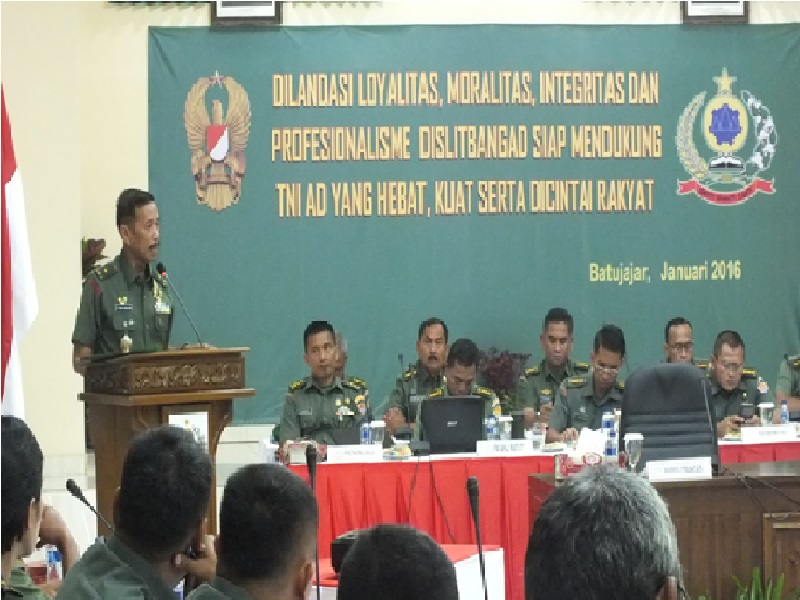 DILANDASI LOYALITAS, MORALITAS, INTEGRITAS DAN
PROFESIONALISME DISLITBANGAD SIAP MENDUKUNG
TNI AD YANG HEBAT, KUAT SERTA DICINTAI RAKYAT
Batujajar, Januari 2016